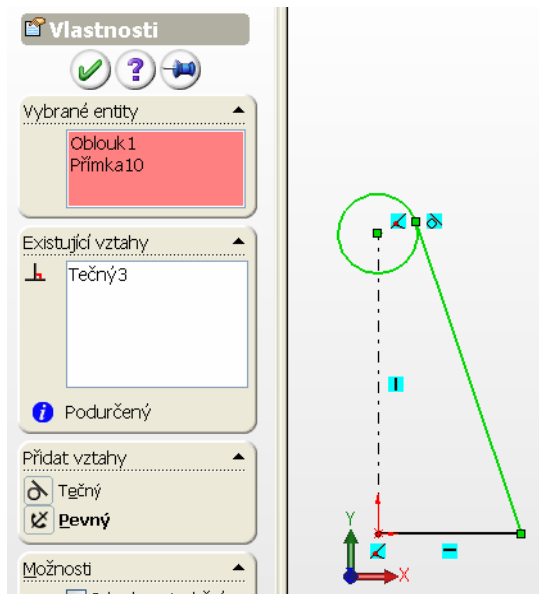 Vlastnosti
?
Vybrané entity
Oblouk1
Přímka10
Existující vztahy
Tečný3
i Podurčený
Přidat vztahy
Tečný
Pevný
Možnosti
Y
X